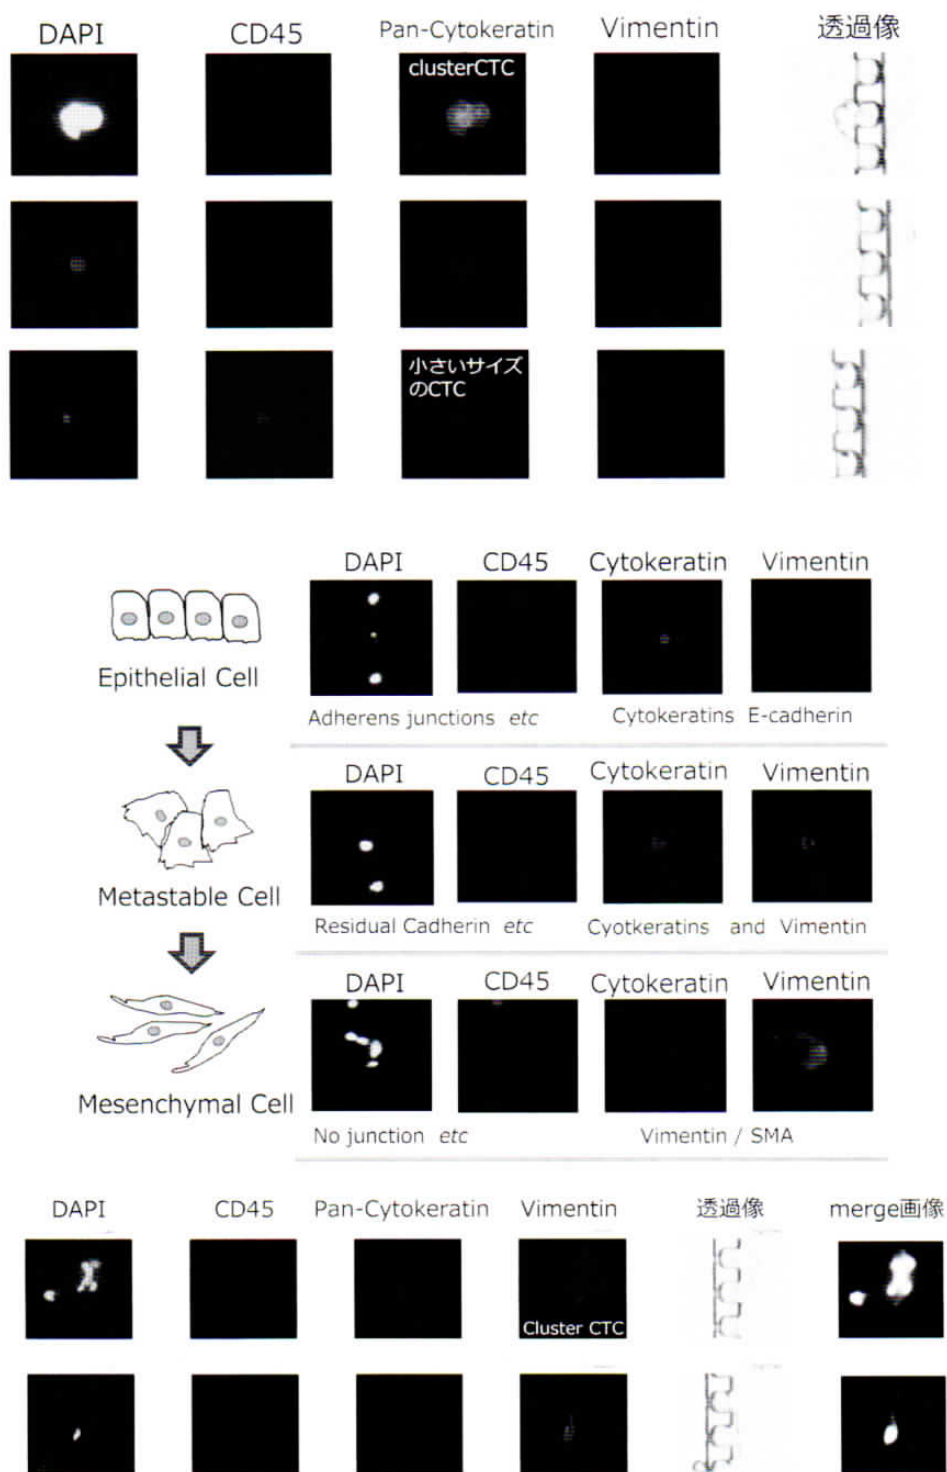 DAPI CD45 Pan-Cytokeratin Vimentin 透過像
clusterCTC
小さいサイズ
のCTC
DAPI CD45 Cytokeratin Vimentin
Epithelial Cell
Adherens junctions etc Cytokeratins E-cadherin
DAPI CD45 Cytokeratin Vimentin
Metastable Cell
Residual Cadherin etc Cyotkeratins and Vimentin
DAPI CD45 Cytokeratin Vimentin
Mesenchymal Cell
No junction etc Vimentin / SMA
DAPI CD45 Pan-Cytokeratin Vimentin 透過像 merge画像
Cluster CTC